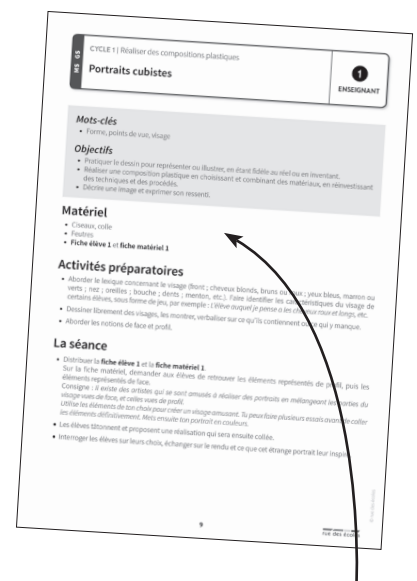 MS GS
CYCLE 1 | Réaliser des compositions plastiques
Portraits cubistes
1
ENSEIGNANT
Mots-clés
• Forme, points de vue, visage
Objectifs
• Pratiquer le dessin pour représenter ou illustrer, en étant fidèle au réel ou en inventant.
• Réaliser une composition plastique en choisissant et combinant des matériaux, en réinvestissant
des techniques et des procédés.
• Décrire une image et exprimer son ressenti.
Matériel
• Ciseaux, colle
• Feutres
• Fiche élève 1 et fiche matériel 1
Activités préparatoires
• Aborder le lexique concernant le visage (front ; cheveux blonds, bruns ou roux ; yeux bleus, marron ou
verts ; nez ; oreilles ; bouche ; dents ; menton, etc.). Faire identifier les caractéristiques du visage de
certains élèves, sous forme de jeu, par exemple : L'élève auquel je pense a les cheveux roux et longs, etc.
• Dessiner librement des visages, les montrer, verbaliser sur ce qu'ils contiennent ou ce qui y manque.
• Aborder les notions de face et profil.
La séance
• Distribuer la fiche élève 1 et la fiche matériel 1.
Sur la fiche matériel, demander aux élèves de retrouver les éléments représentés de profil, puis les
éléments représentés de face.
Consigne : Il existe des artistes qui se sont amusés à réaliser des portraits en mélangeant les parties du
visage vues de face, et celles vues de profil.
Utilise les éléments de ton choix pour créer un visage amusant. Tu peux faire plusieurs essais avant de coller
les éléments définitivement. Mets ensuite ton portrait en couleurs.
• Les élèves tâtonnent et proposent une réalisation qui sera ensuite collée.
• Interroger les élèves sur leurs choix, échanger sur le rendu et ce que cet étrange portrait leur inspire.
9
rue des écoles